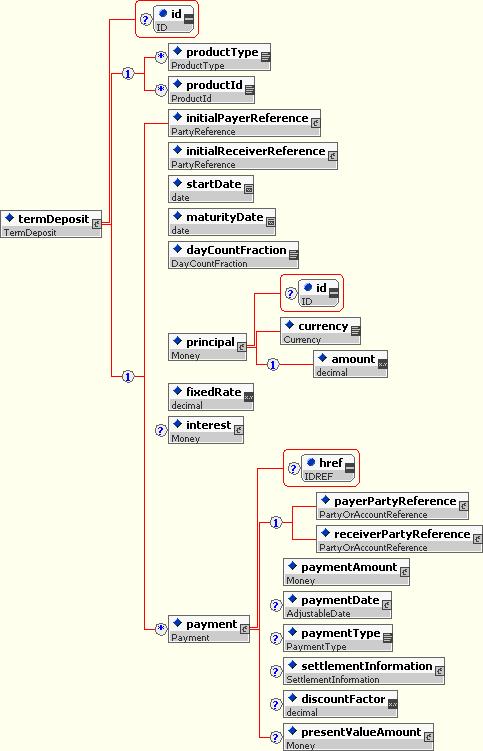 ? id
ID
* productType
ProductType
1
* productId
ProductId
initialPayerReference
PartyReference
initialReceiverReference
PartyReference
startDate
date
termDeposit
TermDeposit
maturityDate
date
dayCountFraction
DayCountFraction
? id
ID
currency
Currency
principal
Money
1 amount
decimal
1
fixedRate
decimal
? interest
Money
? href
IDREF
payerPartyReference
PartyOrAccountReference
1
receiverPartyReference
PartyOrAccountReference
paymentAmount
Money
? paymentDate
AdjustableDate
* payment
Payment
? paymentType
PaymentType
? settlementInformation
SettlementInformation
? discountFactor
decimal
? presentValueAmount
Money